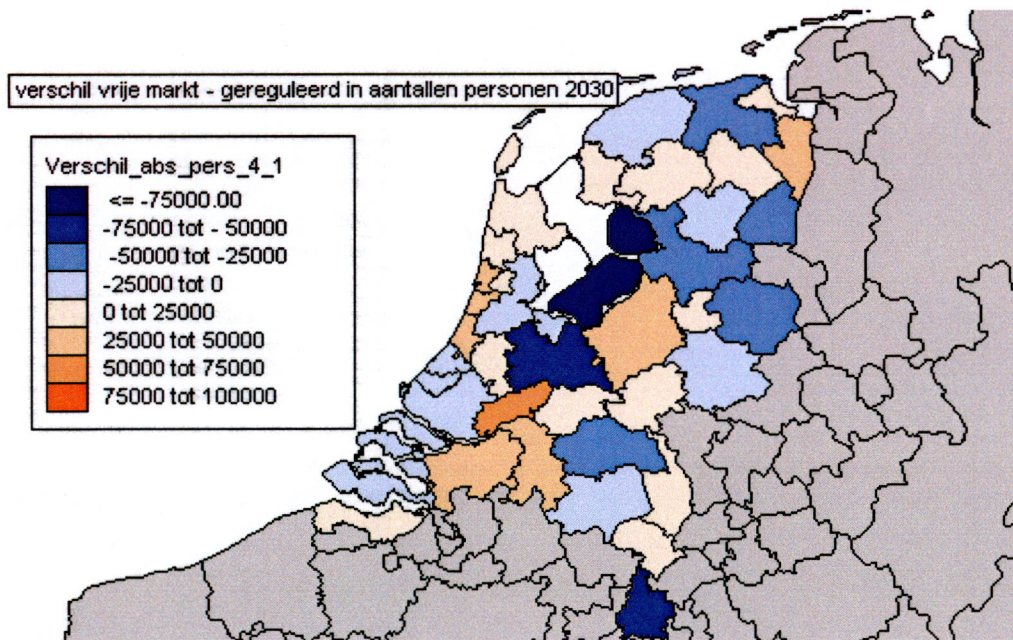 verschil vrije markt - gereguleerd in aantallen personen 2030
Verschil_abs_pers_4_1
<= -75000.00
-75000 tot - 50000
-50000 tot -25000
-25000 tot 0
0 tot 25000
25000 tot 50000
50000 tot 75000
75000 tot 100000